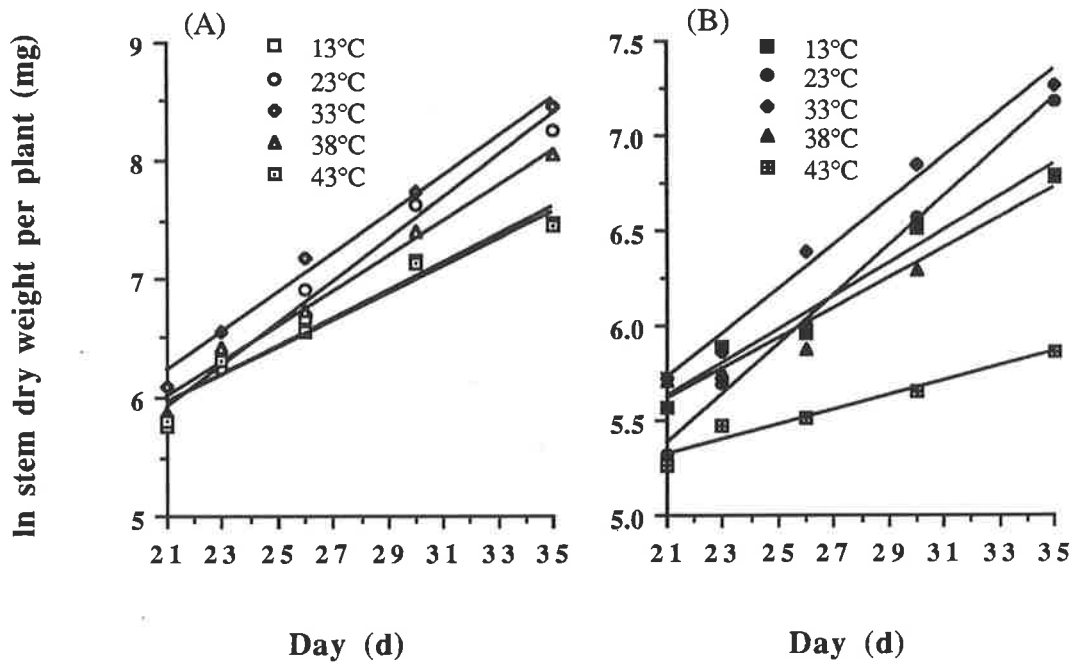 (A)
13°C
23°C
33°C
38°C
43°C
9
8
7
6
5
21 23 25 27 29 31 33 35
Day (d)
ln stem dry weight per plant (mg)
(B)
13°C
23°C
33°C
38°C
43°C
7.5
7.0
6.5
6.0
5.5
5.0
21 23 25 27 29 31 33 35
Day (d)